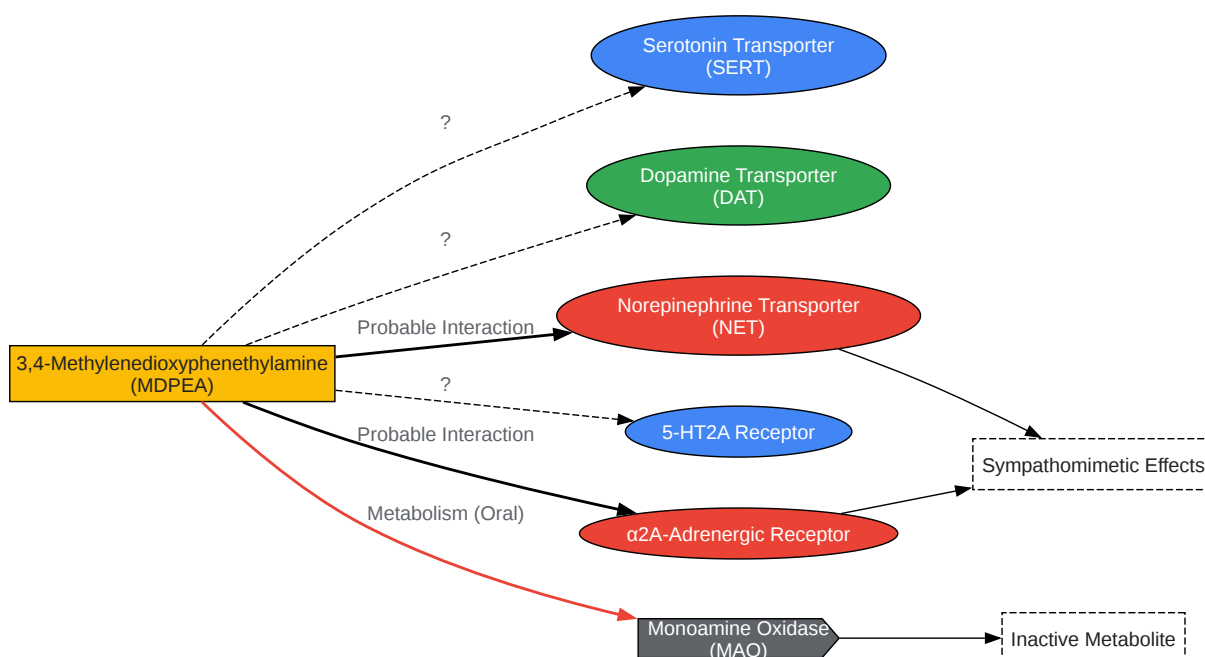 Serotonin Transporter
(SERT)
?
Dopamine Transporter
(DAT)
?
Norepinephrine Transporter
(NET)
Probable Interaction
3,4-Methylenedioxyphenethylamine
(MDPEA)
?
5-HT2A Receptor
Probable Interaction
Sympathomimetic Effects
Metabolism (Oral)
α2A-Adrenergic Receptor
Monoamine Oxidase
(MAO)
Inactive Metabolite